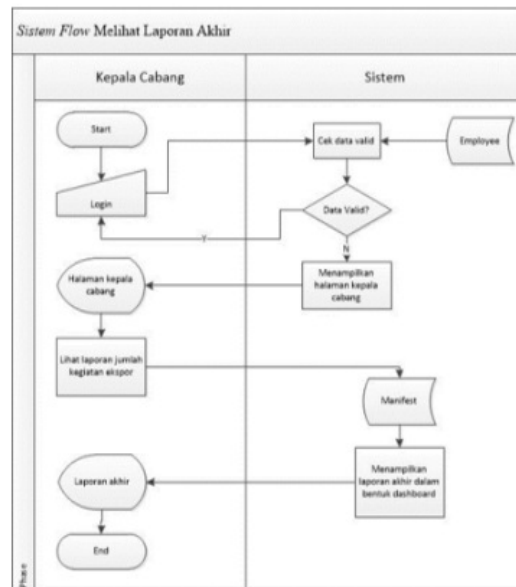 Sistem Flow Melihat Laporan Akhir
Kepala Cabang
Sistem
Start
Cek data valid
Employee
Login
Data Valid?
Y
N
Halaman kepala
cabang
Menampilkan
halaman kepala
cabang
Lihat laporan jumlah
kegiatan ekspor
Manifest
Laporan akhir
Menampilkan
laporan akhir dalam
bentuk dashboard
End
Phase